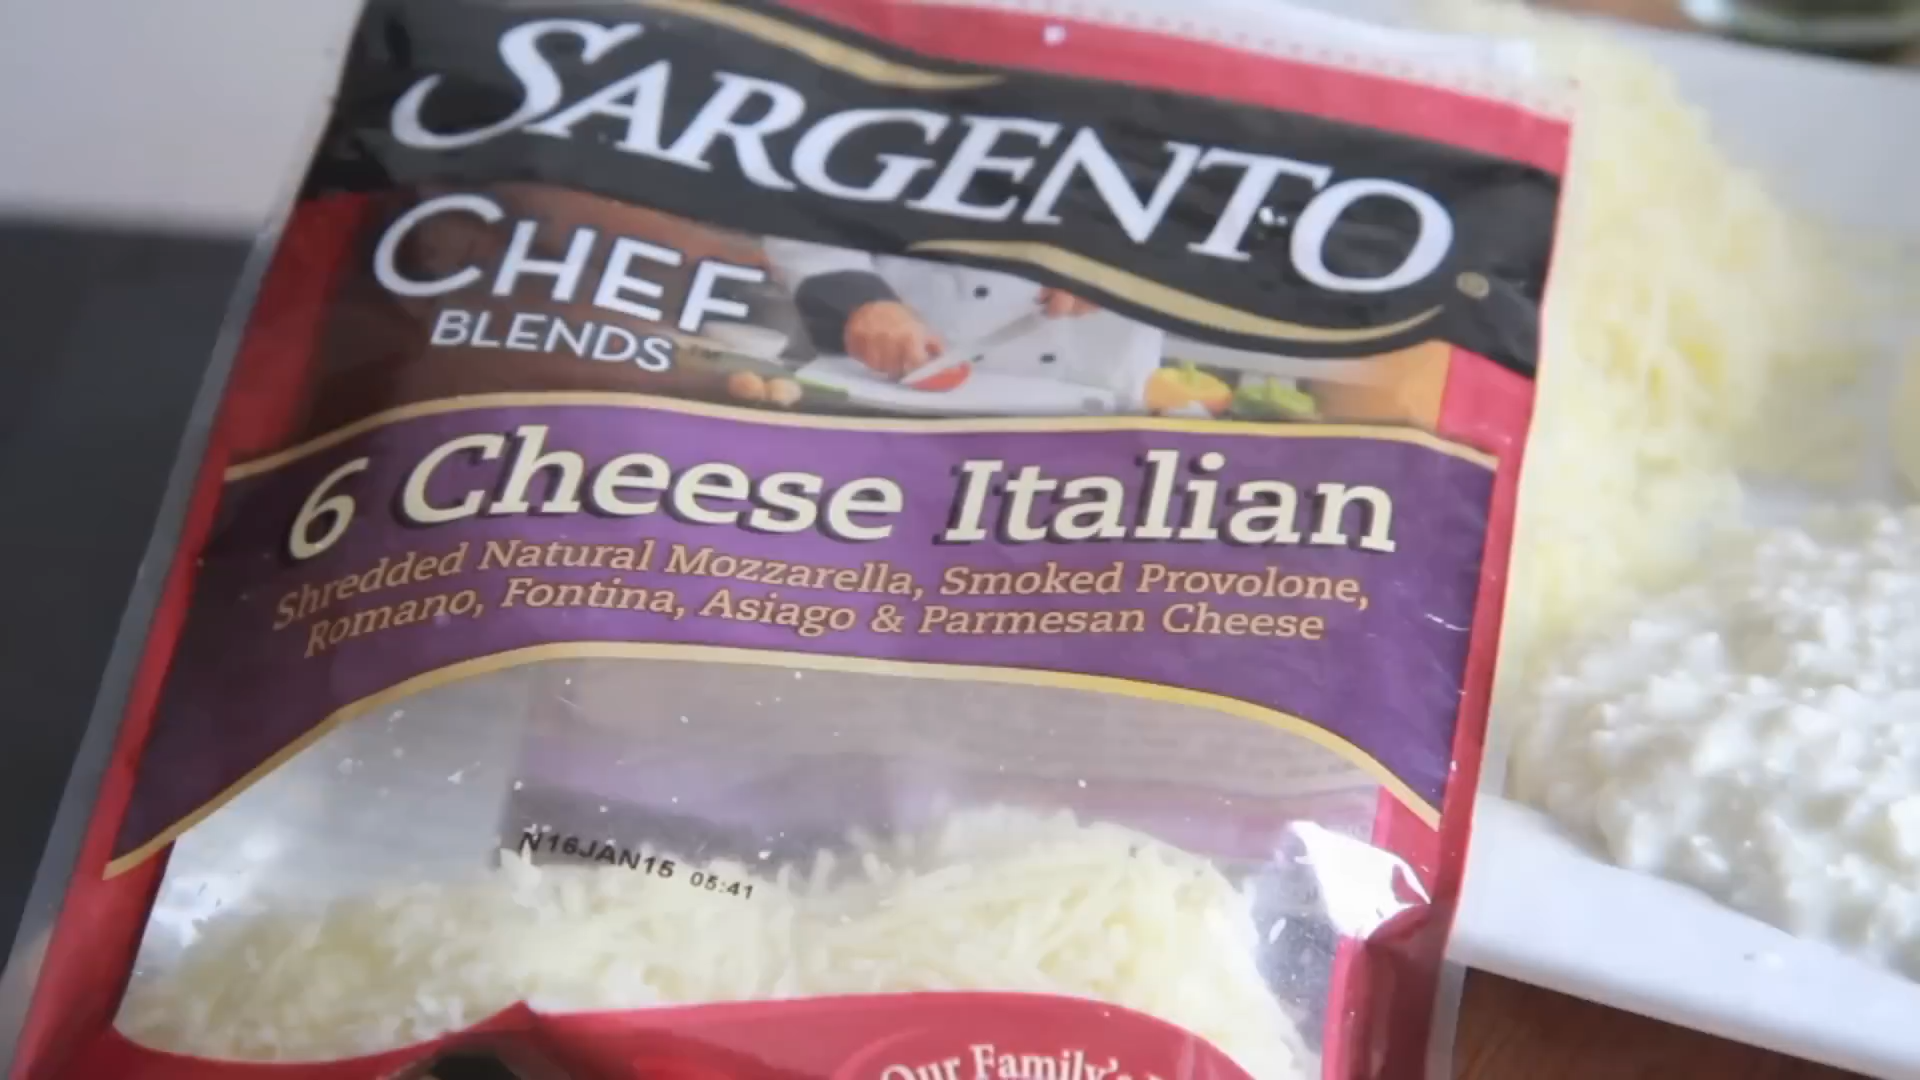 SARGENTO
CHEF
BLENDS
6 Cheese Italian
Shredded Natural Mozzarella, Smoked Provolone,
Romano, Fontina, Asiago & Parmesan Cheese
N16JAN15 05:41
Our Family's